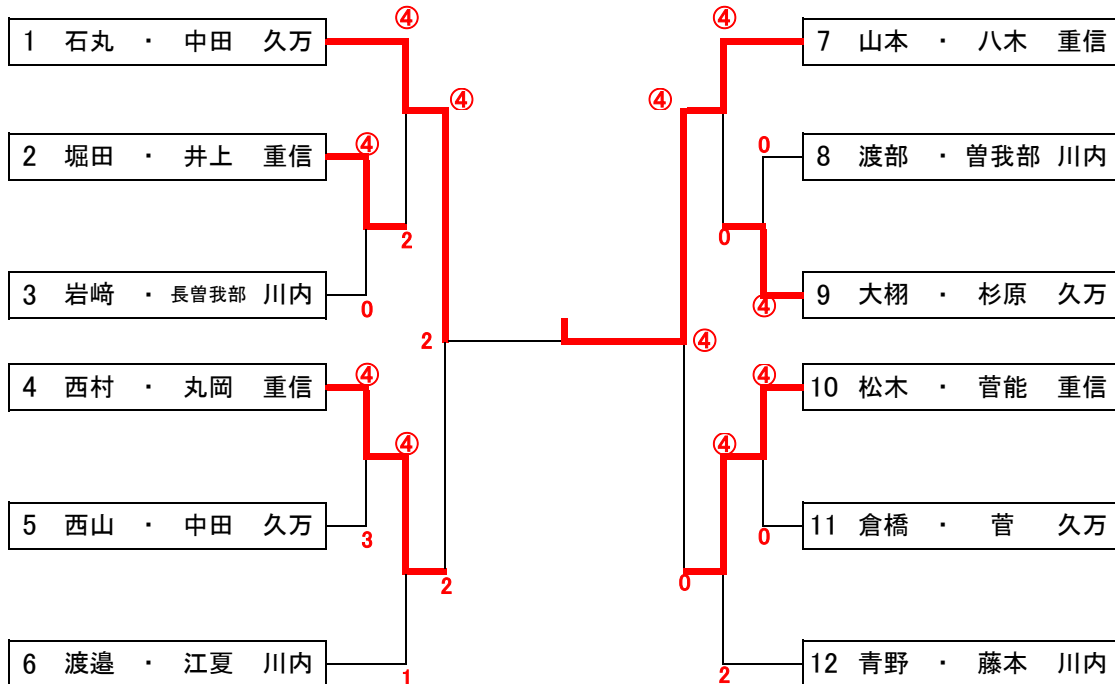 ④ ④
1 石丸 ・ 中田 久万
7 山本 ・ 八木 重信
④ ④
④ 0
2 堀田 ・ 井上 重信
8 渡部 ・ 曽我部 川内
2 0
3 岩﨑 ・ 長曽我部 川内
9 大栩 ・ 杉原 久万
0 ④
2 ④
④ ④
4 西村 ・ 丸岡 重信
10 松木 ・ 菅能 重信
④ ④
5 西山 ・ 中田 久万
11 倉橋 ・ 菅 久万
3 0
2 0
6 渡邉 ・ 江夏 川内
12 青野 ・ 藤本 川内
1 2